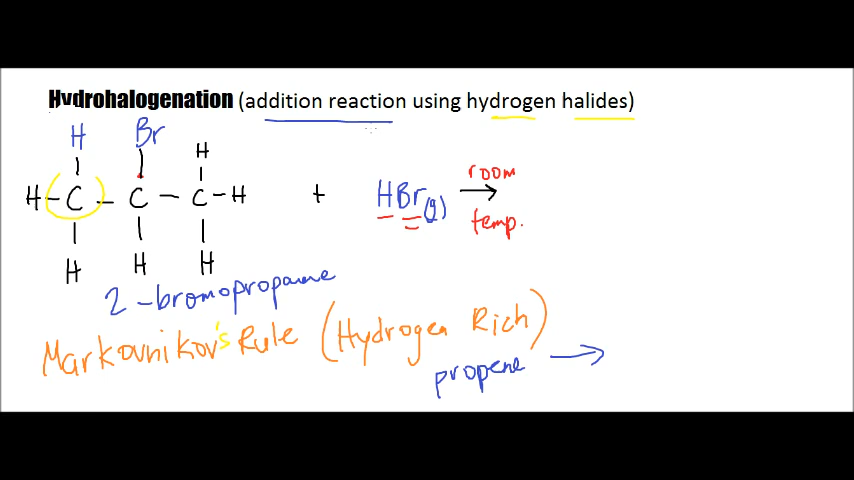 Hydrohalogenation (addition reaction using hydrogen halides)
H Br H
H-C-C-C-H + HBr(g) room temp.
H H H
2-bromopropane
Markovnikov's Rule (Hydrogen Rich)
propene →